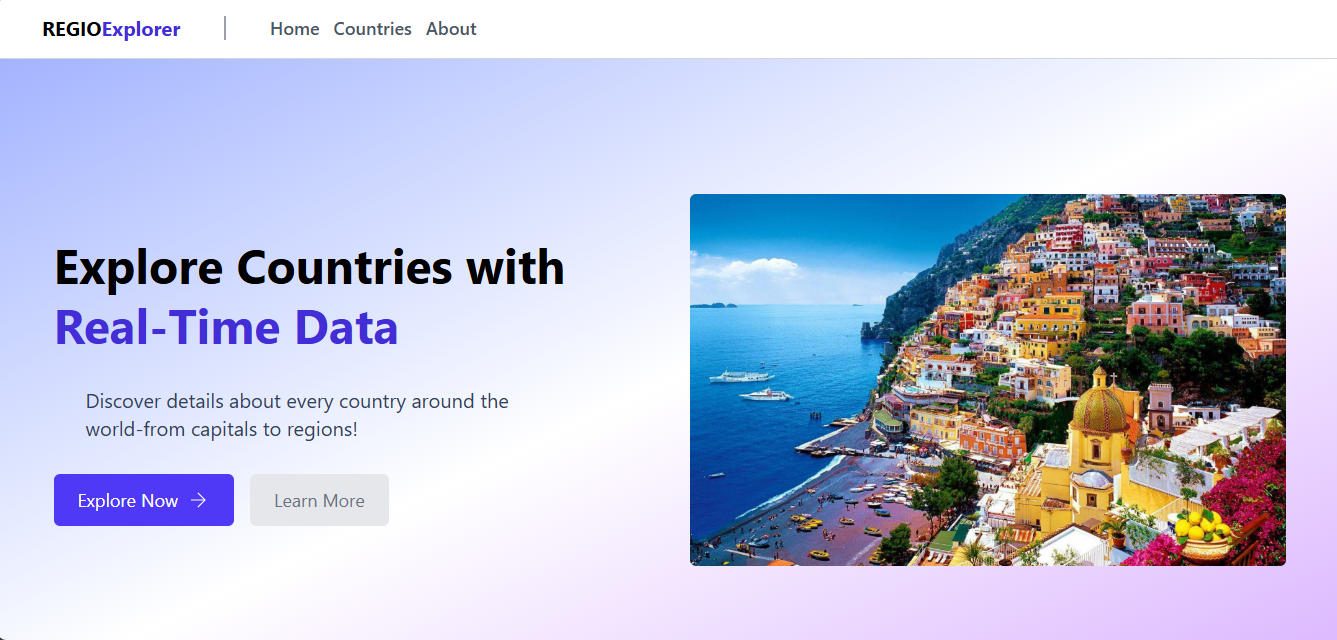 REGIOExplorer
Home Countries About
Explore Countries with
Real-Time Data
Discover details about every country around the
world-from capitals to regions!
Explore Now →
Learn More